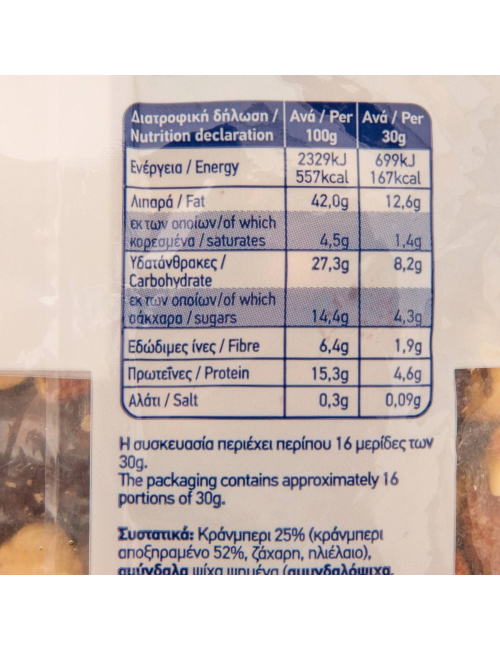 Διατροφική δήλωση / Ανά / Per Ανά / Per
Nutrition declaration 100g 30g
Ενέργεια / Energy 2329kJ 699kJ
557kcal 167kcal
Λιπαρά / Fat 42,0g 12,6g
εκ των οποίων/of which
κορεσμένα / saturates 4,5g 1,4g
Υδατάνθρακες / 27,3g 8,2g
Carbohydrate
εκ των οποίων/of which
σάκχαρα / sugars 14,4g 4,3g
Εδώδιμες ίνες / Fibre 6,4g 1,9g
Πρωτεΐνες / Protein 15,3g 4,6g
Αλάτι / Salt 0,3g 0,09g
Η συσκευασία περιέχει περίπου 16 μερίδες των
30g.
The packaging contains approximately 16
portions of 30g.
Συστατικά: Κράνμπερι 25% (κράνμπερι
αποξηραμένο 52%, ζάχαρη, ηλιέλαιο),
αμύγδαλα ψίχα ψημένα (αμυγδαλόψιχα,